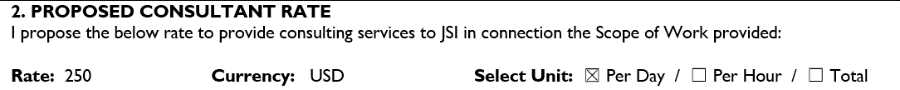 2. PROPOSED CONSULTANT RATE
I propose the below rate to provide consulting services to JSI in connection the Scope of Work provided:
Rate: 250 Currency: USD Select Unit: ☒ Per Day / ☐ Per Hour / ☐ Total